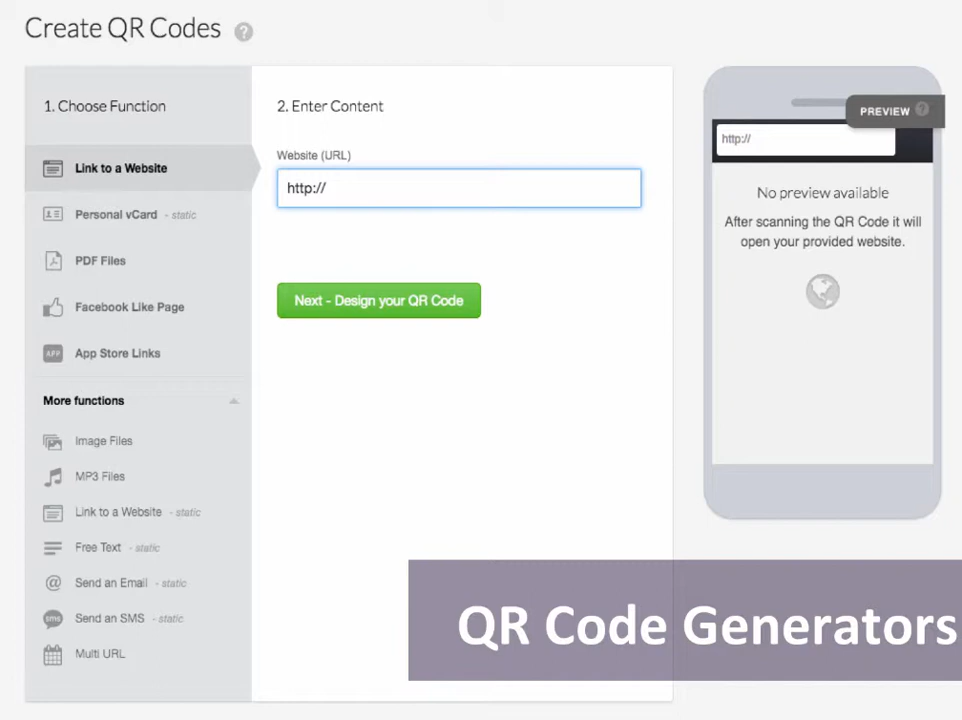 Create QR Codes ?
1. Choose Function
Link to a Website
Personal vCard - static
PDF Files
Facebook Like Page
APP App Store Links
More functions
Image Files
MP3 Files
Link to a Website - static
Free Text - static
@ Send an Email - static
sms Send an SMS - static
Multi URL
2. Enter Content
Website (URL)
http://
Next - Design your QR Code
PREVIEW ?
http://
No preview available
After scanning the QR Code it will
open your provided website.
QR Code Generators